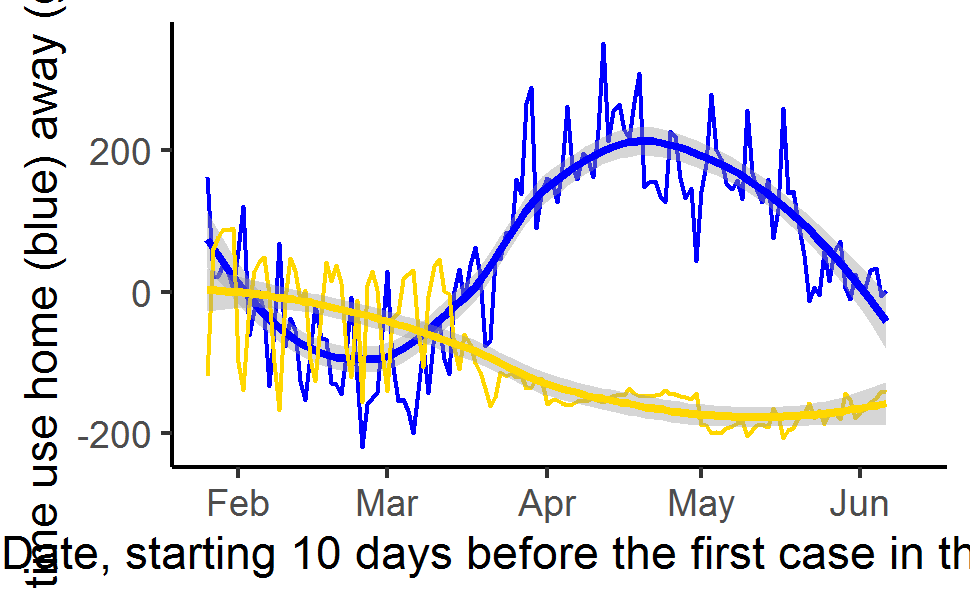 time use home (blue) away (
200
0
-200
Feb Mar Apr May Jun
Date, starting 10 days before the first case in th